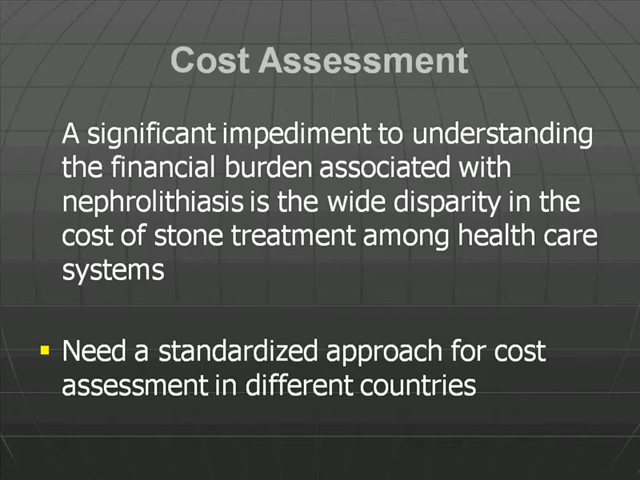 Cost Assessment
A significant impediment to understanding
the financial burden associated with
nephrolithiasis is the wide disparity in the
cost of stone treatment among health care
systems
Need a standardized approach for cost
assessment in different countries